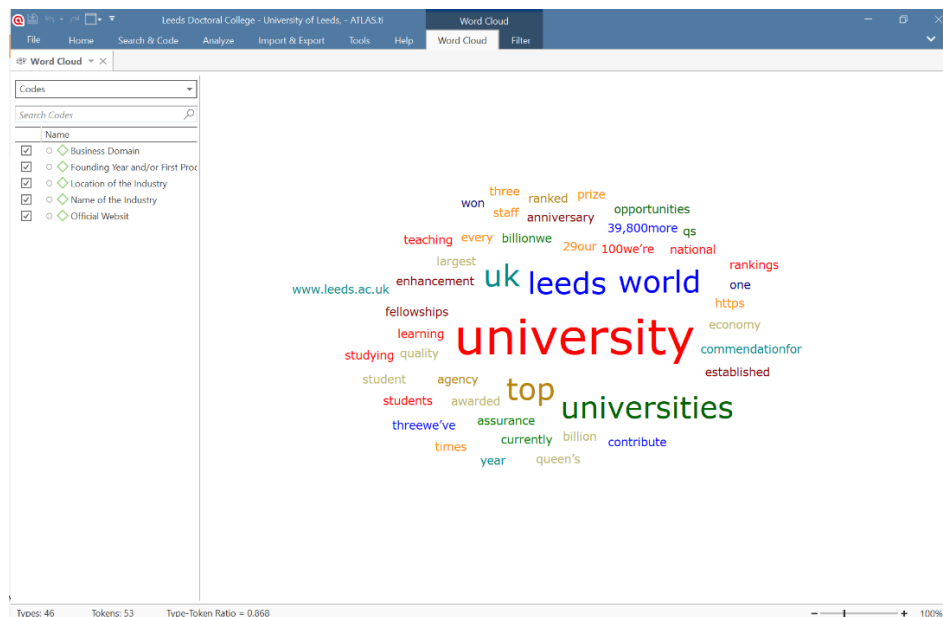 Leeds Doctoral College - University of Leeds. - ATLAS.ti
Word Cloud
File Home Search & Code Analyze Import & Export Tools Help Word Cloud Filter
Word Cloud
Codes
Search Codes
Name
Business Domain
Founding Year and/or First Proc
Location of the Industry
Name of the Industry
Official Websit
three ranked prize
won staff anniversary opportunities
39,800more qs
teaching every billionwe 29our 100we're national
largest rankings
www.leeds.ac.uk enhancement uk leeds world one
https
fellowships economy
learning university
studying quality commendationfor
student agency top established
students awarded universities
threewe've assurance
times currently billion contribute
year queen's
Types: 46 Tokens: 53 Type-Token Ratio = 0.868
100%